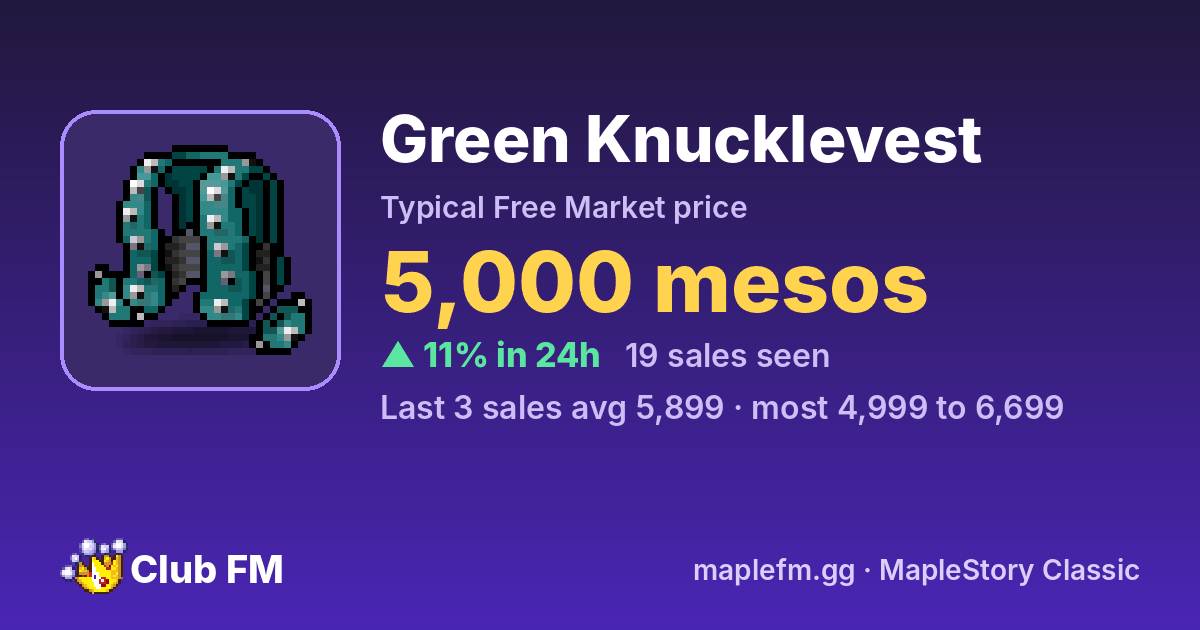 Green Knucklevest
Typical Free Market price
5,000 mesos
▲ 11% in 24h 19 sales seen
Last 3 sales avg 5,899 · most 4,999 to 6,699
Club FM
maplefm.gg · MapleStory Classic